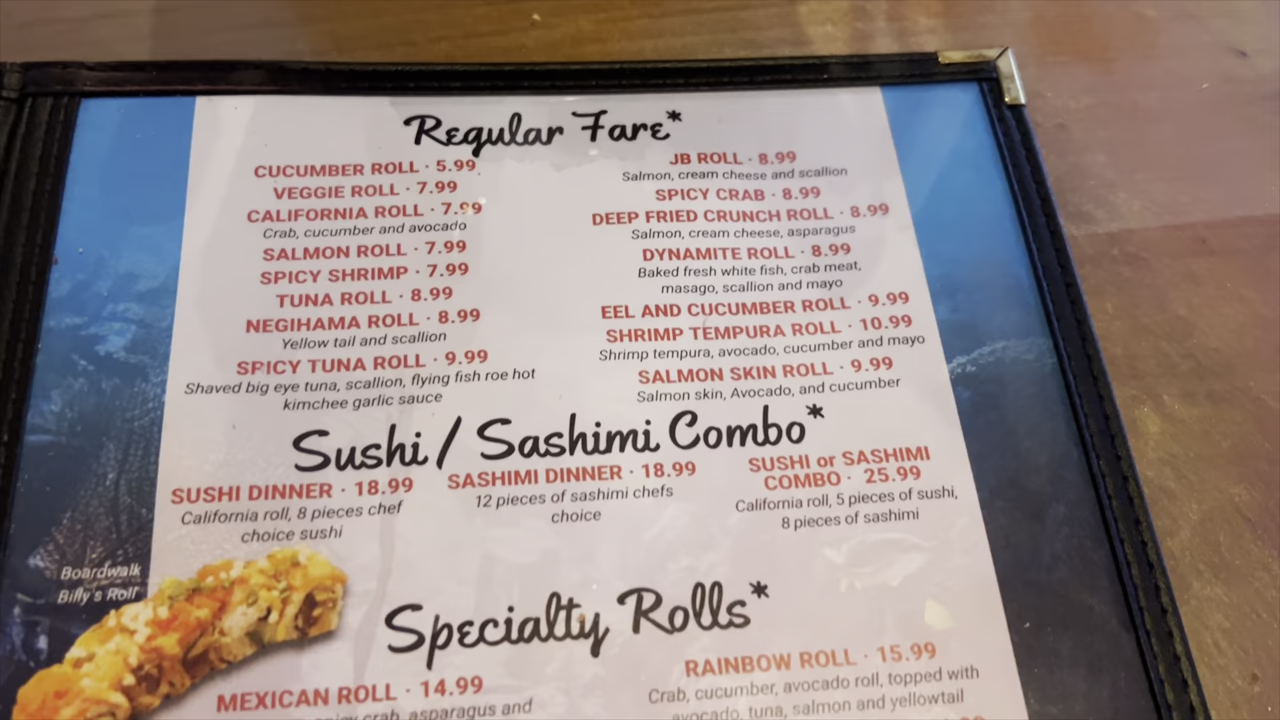 Regular Fare*
CUCUMBER ROLL · 5.99
VEGGIE ROLL · 7.99
CALIFORNIA ROLL · 7.99
Crab, cucumber and avocado
SALMON ROLL · 7.99
SPICY SHRIMP · 7.99
TUNA ROLL · 8.99
NEGIHAMA ROLL · 8.99
Yellow tail and scallion
SPICY TUNA ROLL · 9.99
Shaved big eye tuna, scallion, flying fish roe hot
kimchee garlic sauce
JB ROLL · 8.99
Salmon, cream cheese and scallion
SPICY CRAB · 8.99
DEEP FRIED CRUNCH ROLL · 8.99
Salmon, cream cheese, asparagus
DYNAMITE ROLL · 8.99
Baked fresh white fish, crab meat,
masago, scallion and mayo
EEL AND CUCUMBER ROLL · 9.99
SHRIMP TEMPURA ROLL · 10.99
Shrimp tempura, avocado, cucumber and mayo
SALMON SKIN ROLL · 9.99
Salmon skin, Avocado, and cucumber
Sushi / Sashimi Combo*
SUSHI DINNER · 18.99
California roll, 8 pieces chef
choice sushi
SASHIMI DINNER · 18.99
12 pieces of sashimi chefs
choice
SUSHI or SASHIMI
COMBO · 25.99
California roll, 5 pieces of sushi,
8 pieces of sashimi
Boardwalk
Billy's Roll
Specialty Rolls*
MEXICAN ROLL · 14.99
crab, asparagus and
RAINBOW ROLL · 15.99
Crab, cucumber, avocado roll, topped with
avocado, tuna, salmon and yellowtail